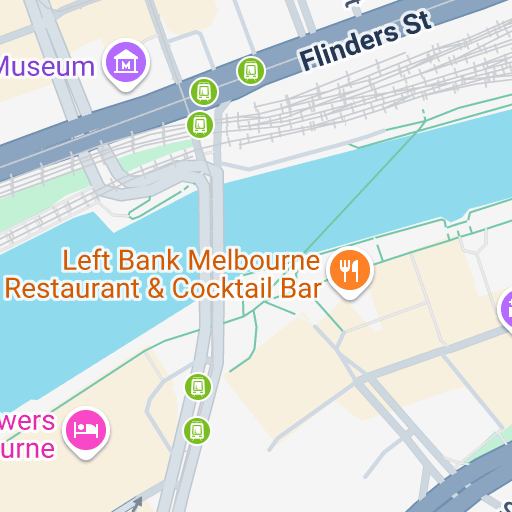 Flinders St
Museum
Left Bank Melbourne
Restaurant & Cocktail Bar
wers
urne